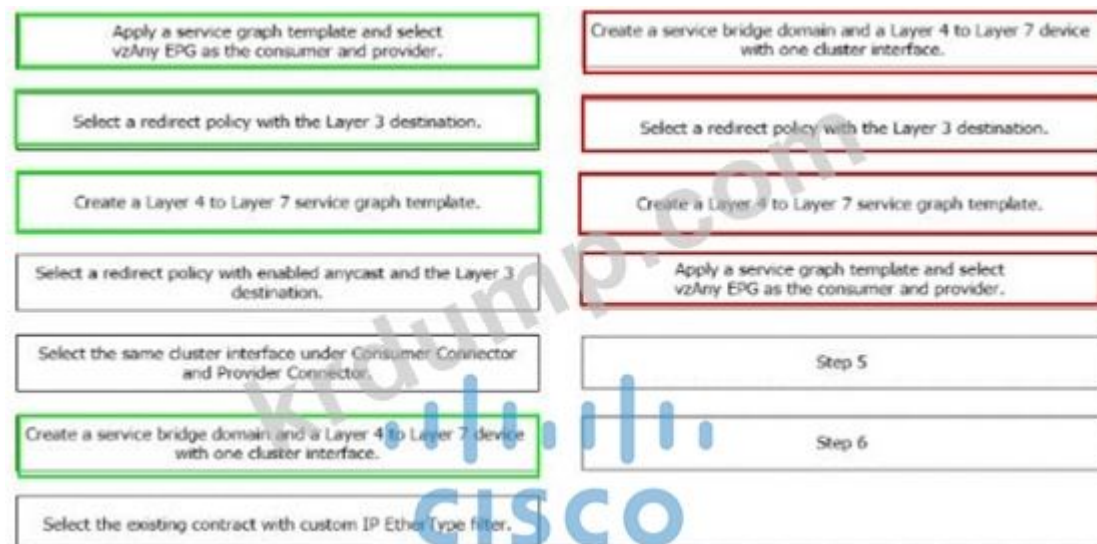 Apply a service graph template and select
vzAny EPG as the consumer and provider.
Select a redirect policy with the Layer 3 destination.
Create a Layer 4 to Layer 7 service graph template.
Select a redirect policy with enabled anycast and the Layer 3
destination.
Select the same cluster interface under Consumer Connector
and Provider Connector.
Create a service bridge domain and a Layer 4 to Layer 7 device
with one cluster interface.
Select the existing contract with custom IP EtherType filter.
Create a service bridge domain and a Layer 4 to Layer 7 device
with one cluster interface.
Select a redirect policy with the Layer 3 destination.
Create a Layer 4 to Layer 7 service graph template.
Apply a service graph template and select
vzAny EPG as the consumer and provider.
Step 5
Step 6
krdump.com
CISCO